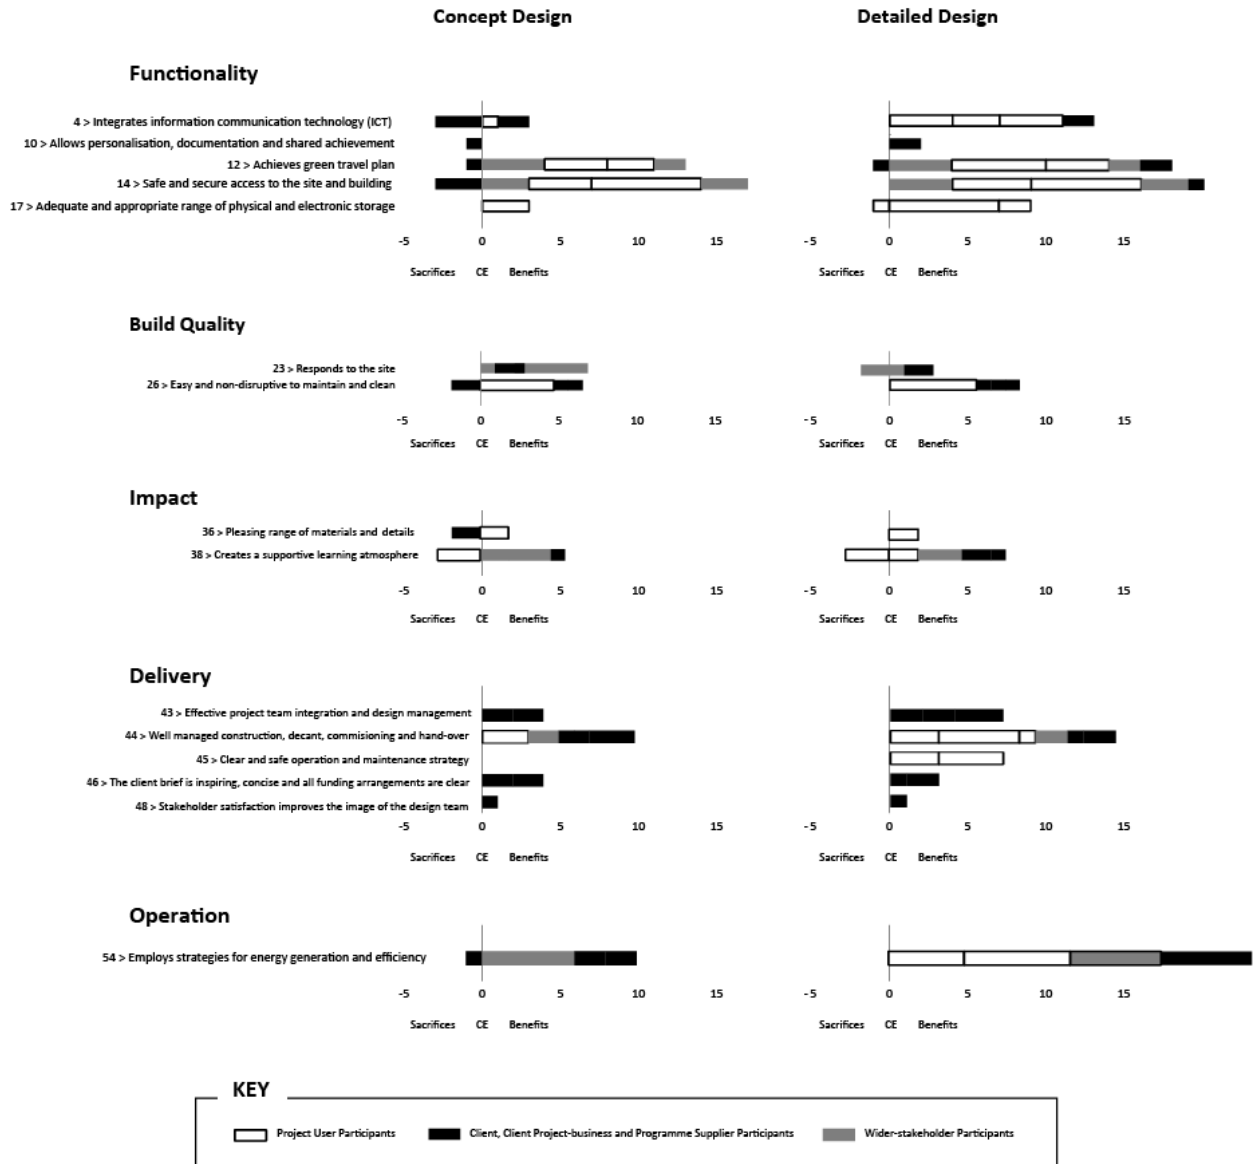 Concept Design Detailed Design
Functionality
4 > Integrates information communication technology (ICT)
10 > Allows personalisation, documentation and shared achievement
12 > Achieves green travel plan
14 > Safe and secure access to the site and building
17 > Adequate and appropriate range of physical and electronic storage
-5 0 5 10 15 -5 0 5 10 15
Sacrifices CE Benefits Sacrifices CE Benefits
Build Quality
23 > Responds to the site
26 > Easy and non-disruptive to maintain and clean
-5 0 5 10 15 -5 0 5 10 15
Sacrifices CE Benefits Sacrifices CE Benefits
Impact
36 > Pleasing range of materials and details
38 > Creates a supportive learning atmosphere
-5 0 5 10 15 -5 0 5 10 15
Sacrifices CE Benefits Sacrifices CE Benefits
Delivery
43 > Effective project team integration and design management
44 > Well managed construction, decant, commisioning and hand-over
45 > Clear and safe operation and maintenance strategy
46 > The client brief is inspiring, concise and all funding arrangements are clear
48 > Stakeholder satisfaction improves the image of the design team
-5 0 5 10 15 -5 0 5 10 15
Sacrifices CE Benefits Sacrifices CE Benefits
Operation
54 > Employs strategies for energy generation and efficiency
-5 0 5 10 15 -5 0 5 10 15
Sacrifices CE Benefits Sacrifices CE Benefits
KEY
Project User Participants Client, Client Project-business and Programme Supplier Participants Wider-stakeholder Participants